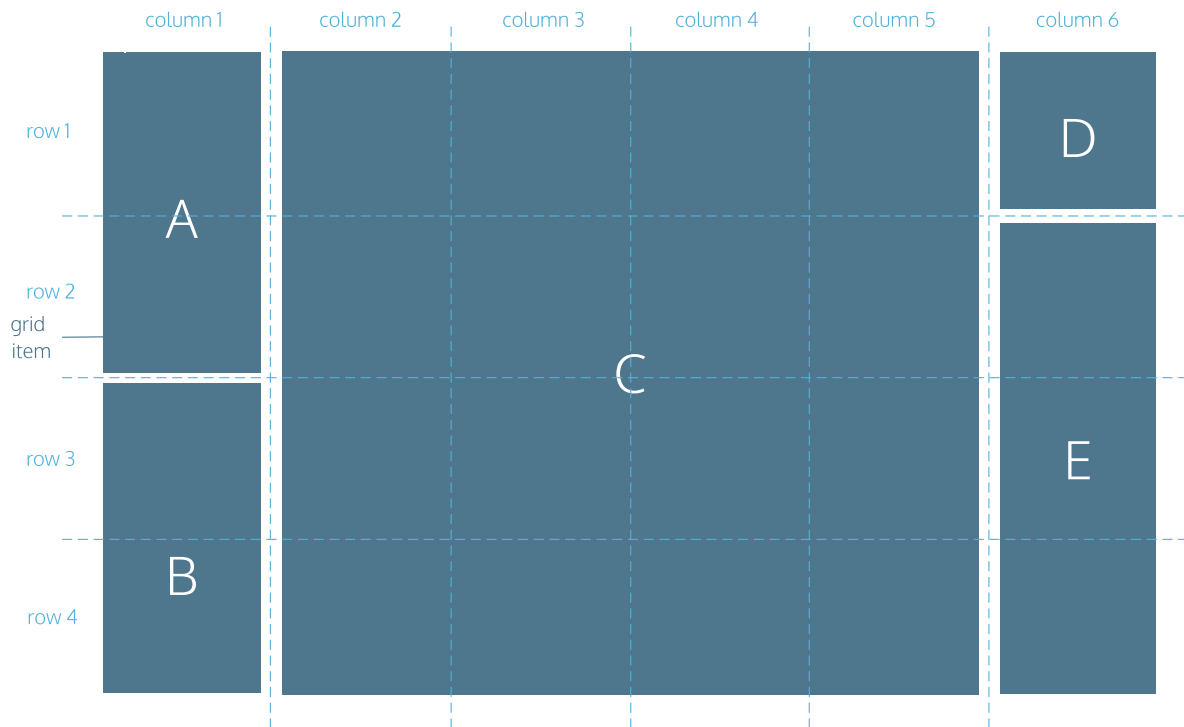 column 1
column 2
column 3
column 4
column 5
column 6
row 1
D
A
row 2
grid
item
C
row 3
E
B
row 4